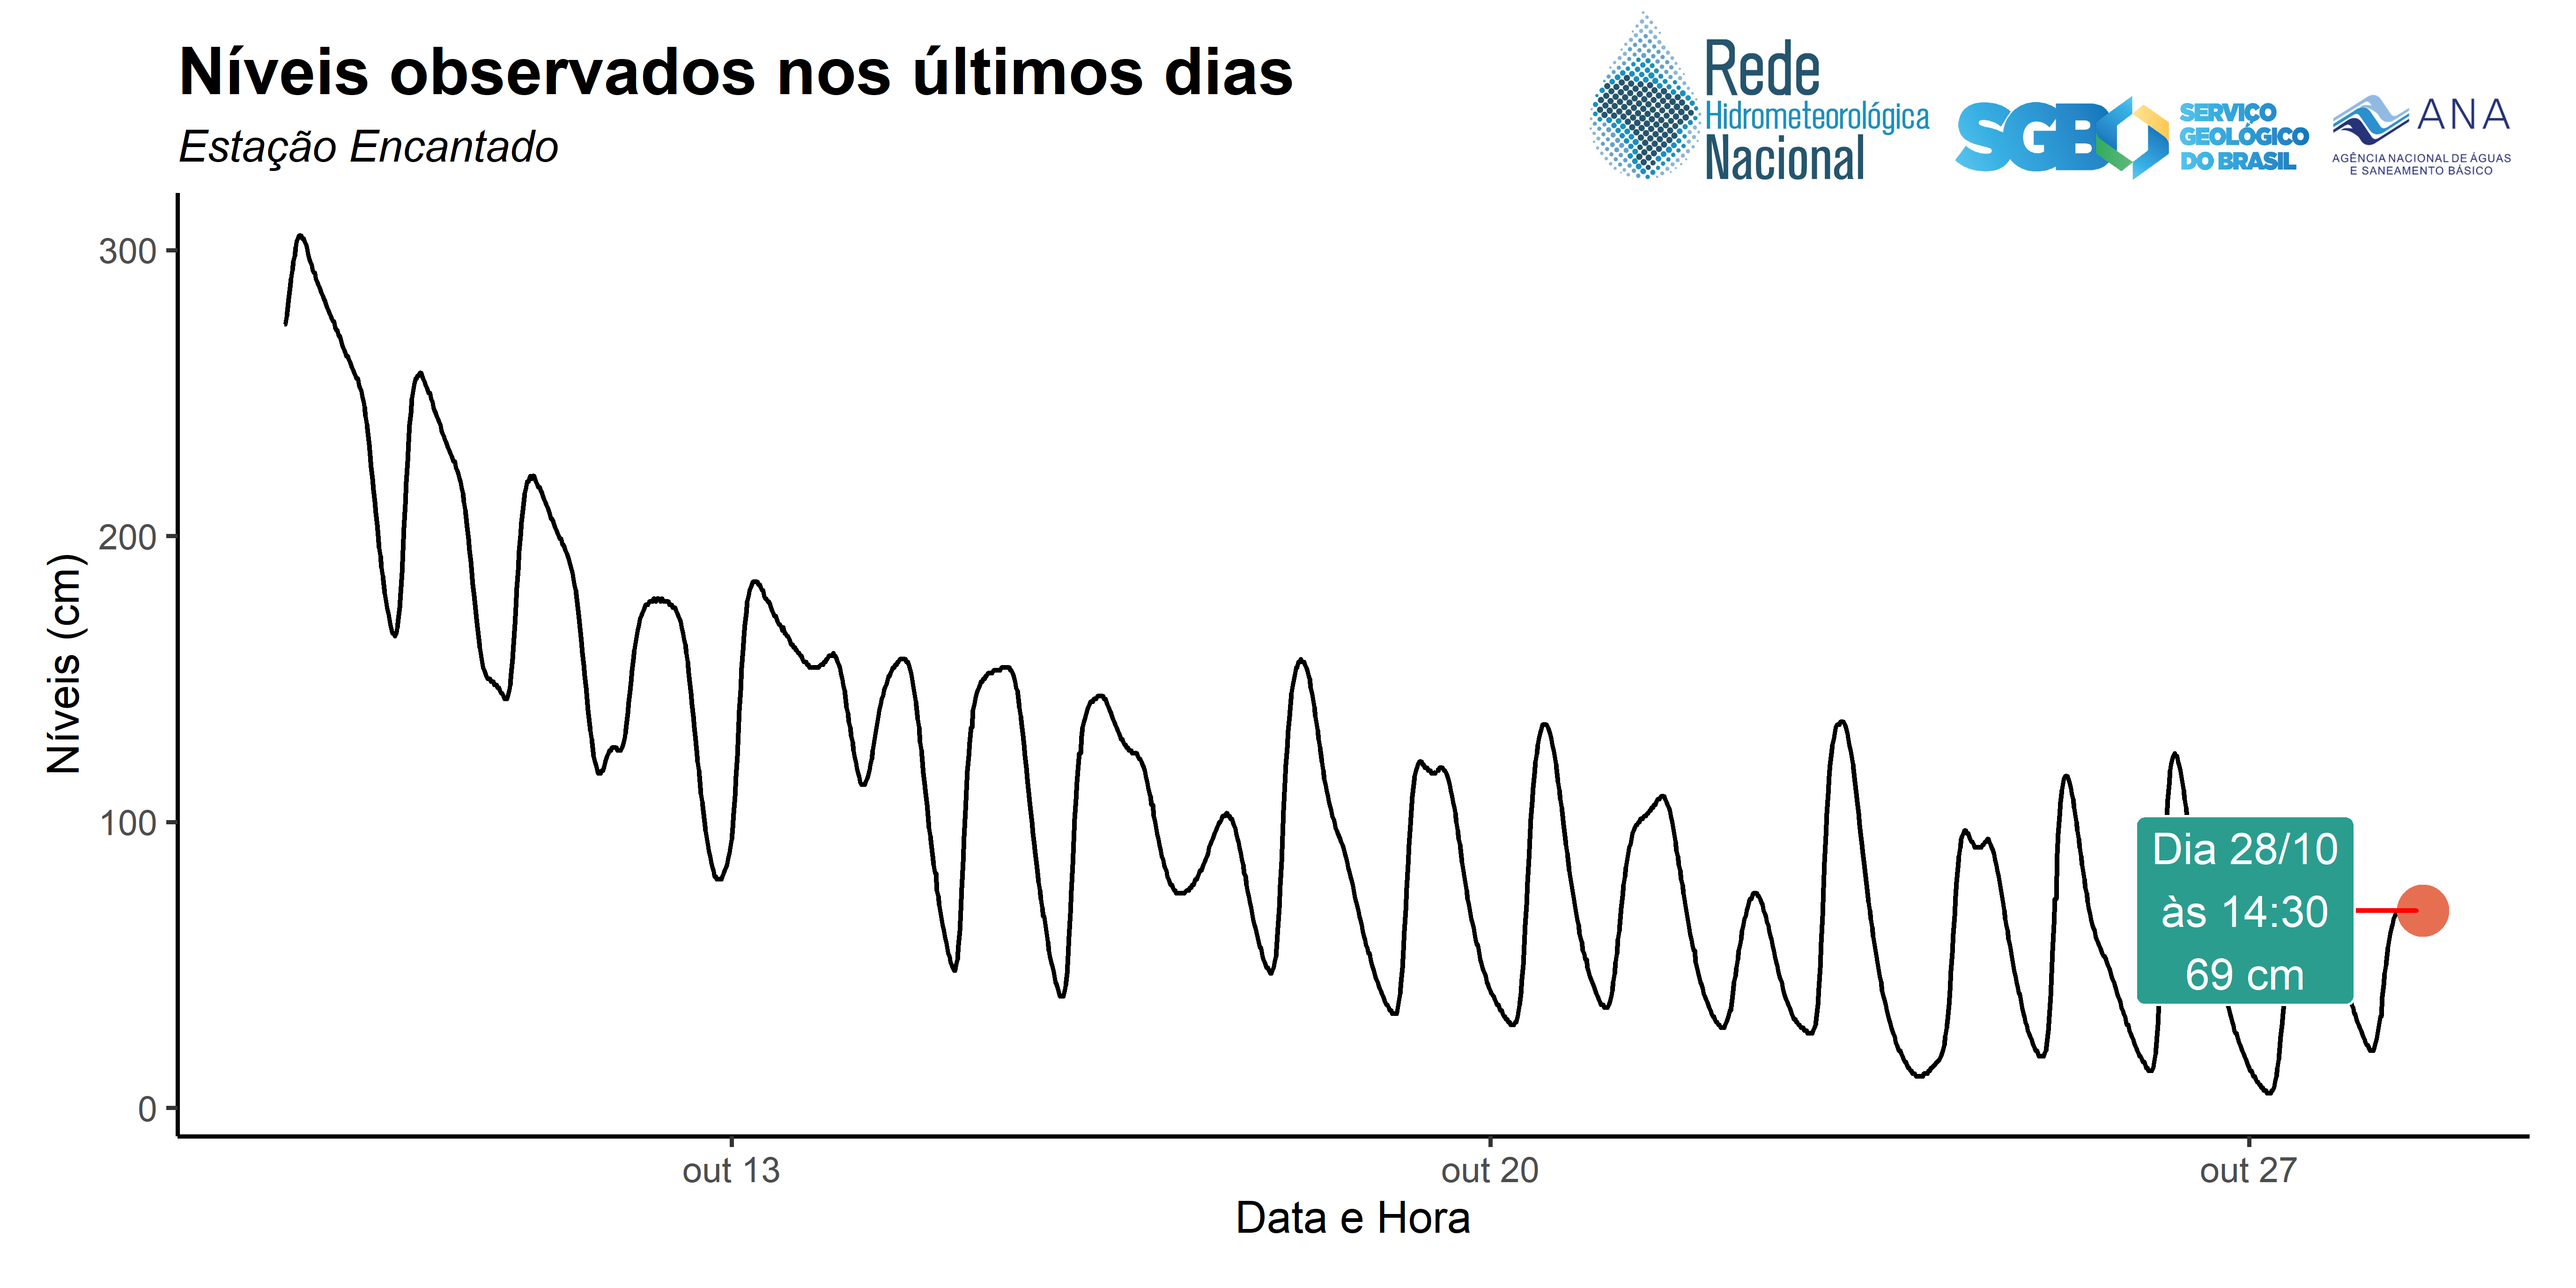 Níveis observados nos últimos dias
Estação Encantado
Rede
Hidrometeorológica
Nacional
SGB
SERVIÇO
GEOLÓGICO
DO BRASIL
ANA
AGÊNCIA NACIONAL DE ÁGUAS
E SANEAMENTO BÁSICO
Níveis (cm)
300
200
100
0
Dia 28/10
às 14:30
69 cm
out 13
out 20
out 27
Data e Hora